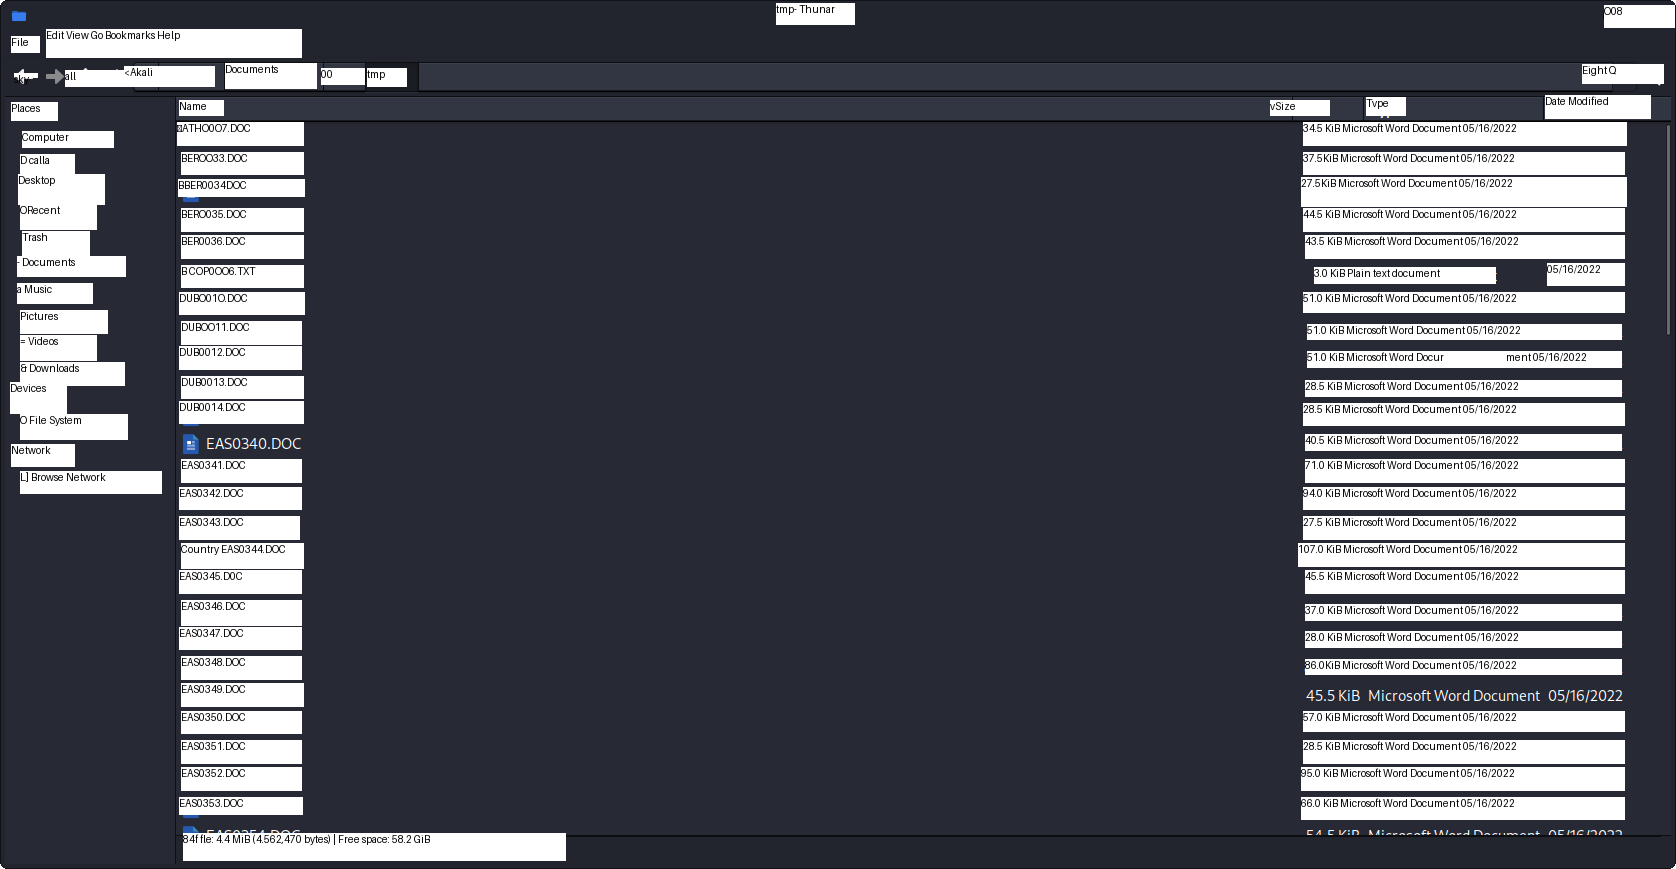 tmp- Thunar
008
File
Edit View Go Bookmarks Help
all
<Akali
Documents
00
tmp
Eight Q
Places
Name
vSize
Type
Date Modified
Computer
D calla
Desktop
ORecent
Trash
- Documents
a Music
Pictures
= Videos
& Downloads
Devices
O File System
Network
L] Browse Network
ATHO007.DOC 34.5 KiB Microsoft Word Document 05/16/2022
BERO033.DOC 37.5KiB Microsoft Word Document 05/16/2022
BBER0034DOC 27.5KiB Microsoft Word Document 05/16/2022
BERO035.DOC 44.5 KiB Microsoft Word Document 05/16/2022
BER0036.DOC 43.5 KiB Microsoft Word Document 05/16/2022
BCOP0OO6.TXT 3.0 KiB Plain text document 05/16/2022
DUBO01O.DOC 51.0 KiB Microsoft Word Document 05/16/2022
DUBOO11.DOC 51.0 KiB Microsoft Word Document 05/16/2022
DUB0012.DOC 51.0 KiB Microsoft Word Docur ment 05/16/2022
DUB0013.DOC 28.5 KiB Microsoft Word Document 05/16/2022
DUB0014.DOC 28.5 KiB Microsoft Word Document 05/16/2022
EAS0340.DOC 40.5 KiB Microsoft Word Document 05/16/2022
EAS0341.DOC 71.0 KiB Microsoft Word Document 05/16/2022
EAS0342.DOC 94.0 KiB Microsoft Word Document 05/16/2022
EAS0343.DOC 27.5 KiB Microsoft Word Document 05/16/2022
Country EAS0344.DOC 107.0 KiB Microsoft Word Document 05/16/2022
EAS0345.D0C 45.5 KiB Microsoft Word Document 05/16/2022
EAS0346.DOC 37.0 KiB Microsoft Word Document 05/16/2022
EAS0347.DOC 28.0 KiB Microsoft Word Document 05/16/2022
EAS0348.DOC 86.0KiB Microsoft Word Document 05/16/2022
EAS0349.DOC 45.5 KiB Microsoft Word Document 05/16/2022
EAS0350.DOC 57.0 KiB Microsoft Word Document 05/16/2022
EAS0351.DOC 28.5 KiB Microsoft Word Document 05/16/2022
EAS0352.DOC 95.0 KiB Microsoft Word Document 05/16/2022
EAS0353.DOC 66.0 KiB Microsoft Word Document 05/16/2022
EAS0354.DOC 54.5 KiB Microsoft Word Document 05/16/2022
84f fle: 4.4 MiB (4.562,470 bytes) | Free space: 58.2 GiB